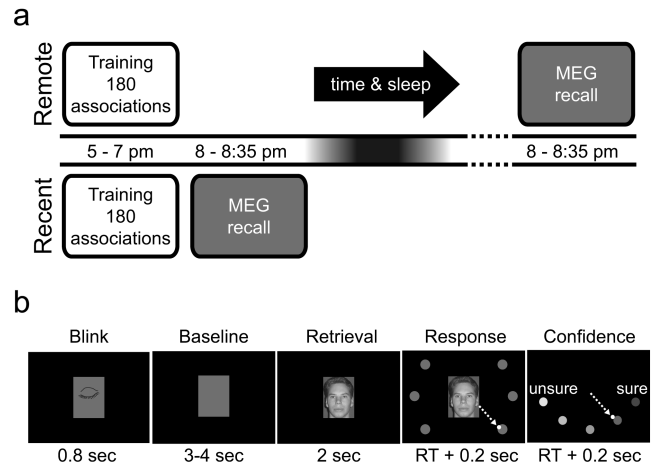 a
Remote
Training
180
associations
time & sleep
MEG
recall
5 - 7 pm
8 - 8:35 pm
8 - 8:35 pm
Recent
Training
180
associations
MEG
recall
b
Blink
Baseline
Retrieval
Response
Confidence
unsure
sure
0.8 sec
3-4 sec
2 sec
RT + 0.2 sec
RT + 0.2 sec